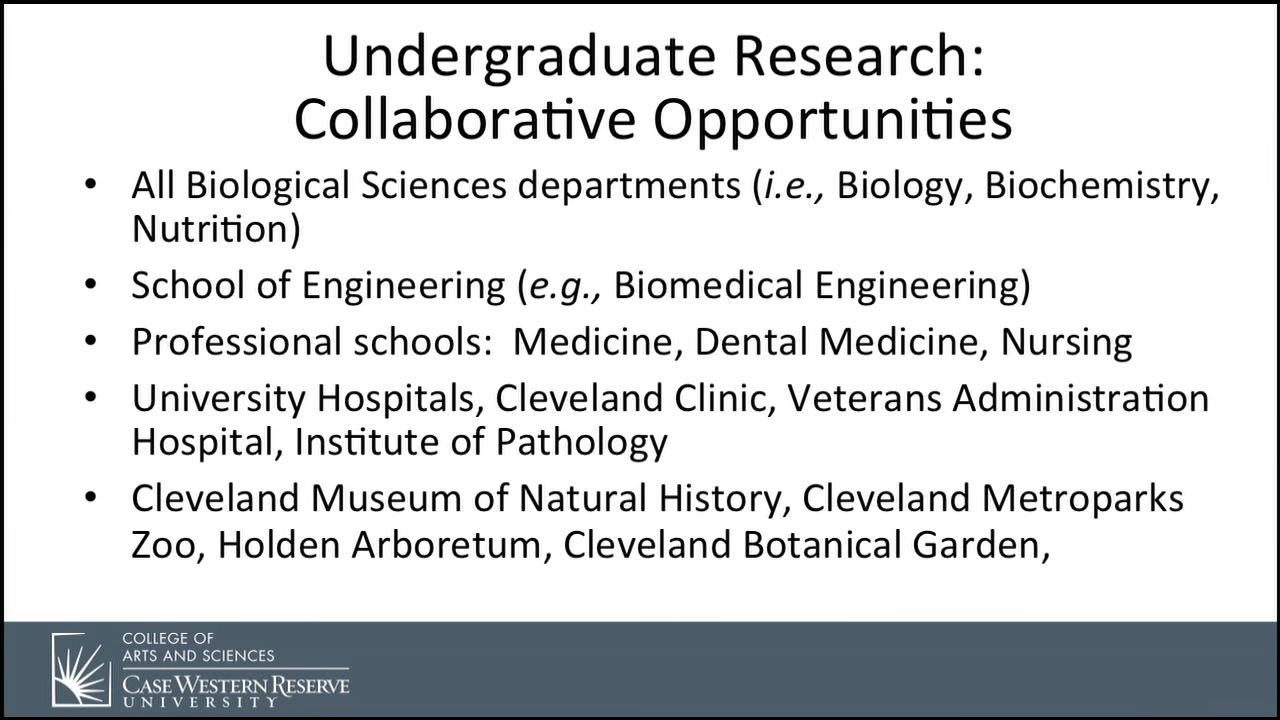 Undergraduate Research:
Collaborative Opportunities
• All Biological Sciences departments (i.e., Biology, Biochemistry,
Nutrition)
• School of Engineering (e.g., Biomedical Engineering)
• Professional schools:  Medicine, Dental Medicine, Nursing
• University Hospitals, Cleveland Clinic, Veterans Administration
Hospital, Institute of Pathology
• Cleveland Museum of Natural History, Cleveland Metroparks
Zoo, Holden Arboretum, Cleveland Botanical Garden,
COLLEGE OF
ARTS AND SCIENCES
CASE WESTERN RESERVE
UNIVERSITY